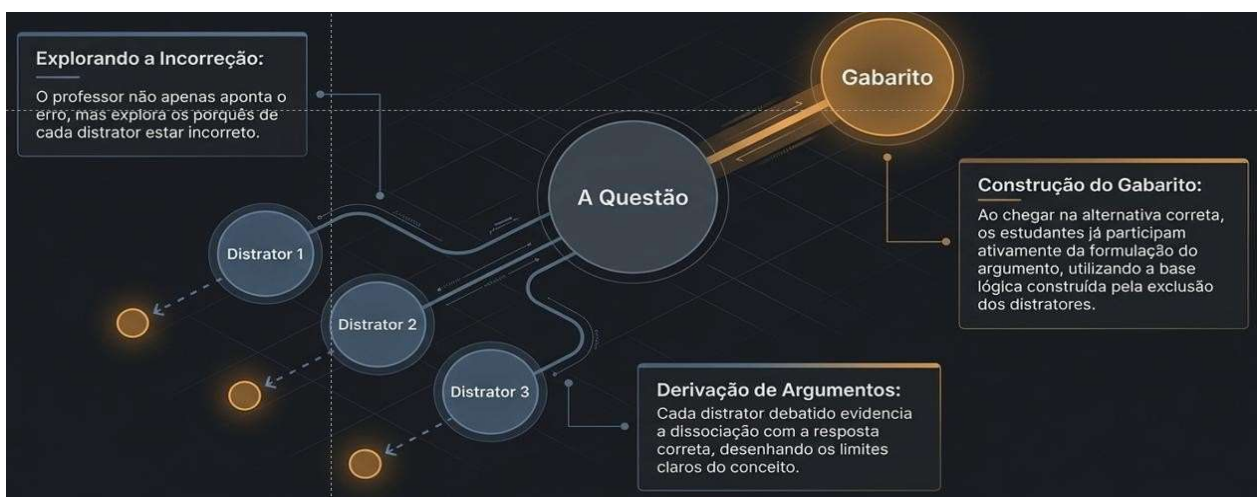 Explorando a Incorreção:
O professor não apenas aponta o
erro, mas explora os porquês de
cada distrator estar incorreto.
Gabarito
A Questão
Construção do Gabarito:
Ao chegar na alternativa correta,
os estudantes já participam
ativamente da formulação do
argumento, utilizando a base
lógica construída pela exclusão
dos distratores.
Distrator 1
Distrator 2
Distrator 3
Derivação de Argumentos:
Cada distrator debatido evidencia
a dissociação com a resposta
correta, desenhando os limites
claros do conceito.